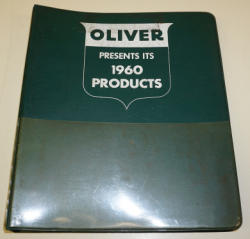 OLIVER
PRESENTS ITS
1960
PRODUCTS